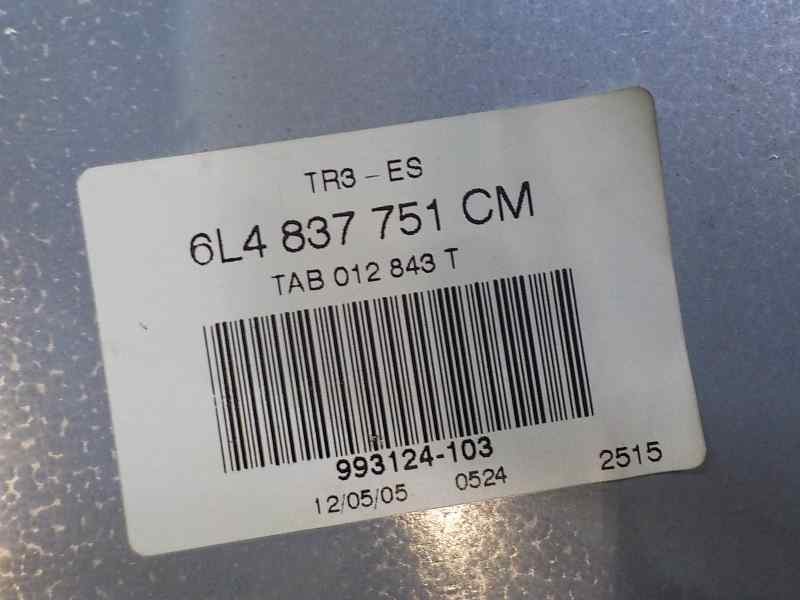 TR3 - ES
6L4 837 751 CM
TAB 012 843 T
993124-103
12/05/05 0524 2515